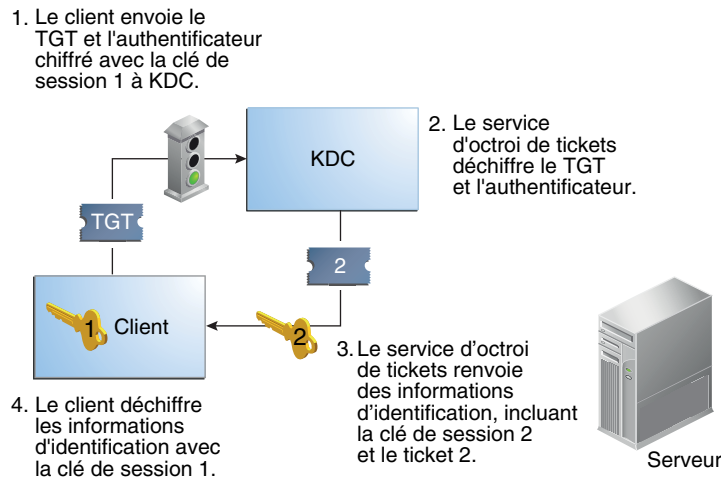 1. Le client envoie le
TGT et l'authentificateur
chiffré avec la clé de
session 1 à KDC.
KDC
2. Le service
d'octroi de tickets
déchiffre le TGT
et l'authentificateur.
TGT
2
1 Client
2
3. Le service d’octroi
de tickets renvoie
des informations
d’identification, incluant
la clé de session 2
et le ticket 2.
4. Le client déchiffre
les informations
d'identification avec
la clé de session 1.
Serveur